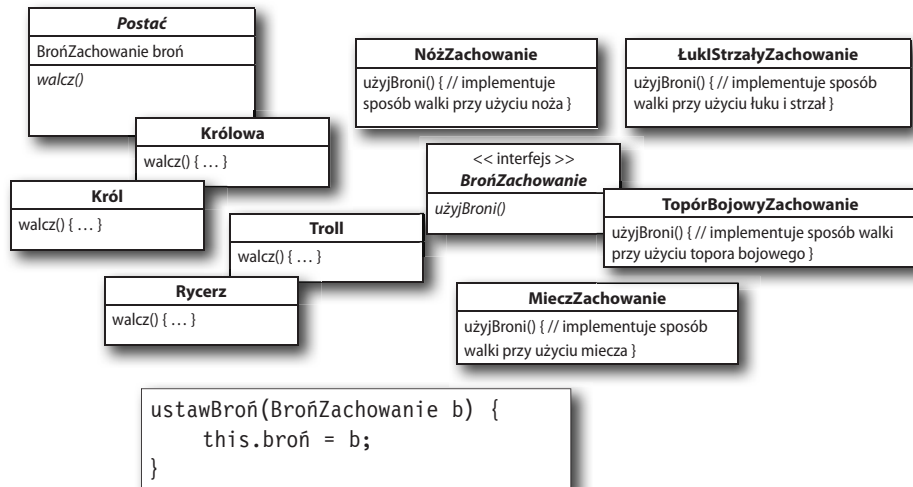 Postać
BrońZachowanie broń
walcz()
Królowa
walcz() { … }
Król
walcz() { … }
Troll
walcz() { … }
Rycerz
walcz() { … }
NóżZachowanie
użyjBroni() { // implementuje
sposób walki przy użyciu noża }
ŁukIStrzałyZachowanie
użyjBroni() { // implementuje sposób
walki przy użyciu łuku i strzał }
<< interfejs >>
BrońZachowanie
użyjBroni()
TopórBojowyZachowanie
użyjBroni() { // implementuje sposób walki
przy użyciu topora bojowego }
MieczZachowanie
użyjBroni() { // implementuje sposób
walki przy użyciu miecza }
ustawBroń(BrońZachowanie b) {
this.broń = b;
}